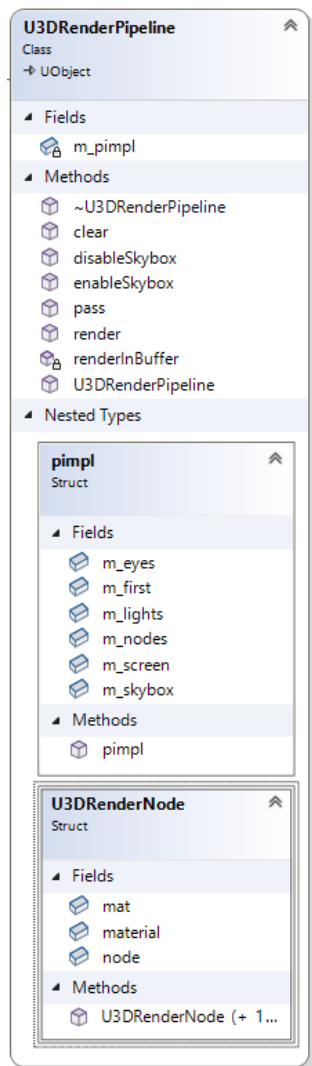 U3DRenderPipeline
Class
UObject
Fields
m_pimpl
Methods
~U3DRenderPipeline
clear
disableSkybox
enableSkybox
pass
render
renderInBuffer
U3DRenderPipeline
Nested Types
pimpl
Struct
Fields
m_eyes
m_first
m_lights
m_nodes
m_screen
m_skybox
Methods
pimpl
U3DRenderNode
Struct
Fields
mat
material
node
Methods
U3DRenderNode (+ 1...